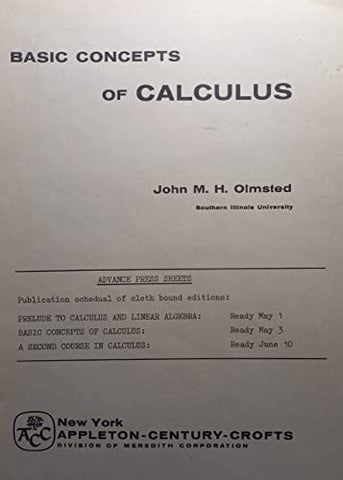 BASIC CONCEPTS
OF CALCULUS
John M. H. Olmsted
Southern Illinois University
ADVANCE PRESS SHEETS
Publication schedual of cloth bound editions:
PRELUDE TO CALCULUS AND LINEAR ALGEBRA: Ready May 1
BASIC CONCEPTS OF CALCULUS: Ready May 3
A SECOND COURSE IN CALCULUS: Ready June 10
ACC
New York
APPLETON-CENTURY-CROFTS
DIVISION OF MEREDITH CORPORATION